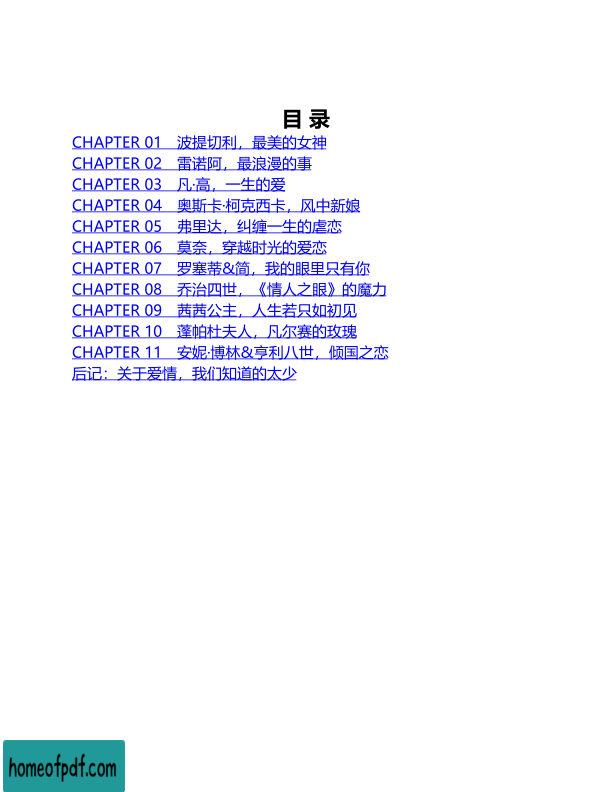 目 录
CHAPTER 01　波提切利，最美的女神
CHAPTER 02　雷诺阿，最浪漫的事
CHAPTER 03　凡·高，一生的爱
CHAPTER 04　奥斯卡·柯克西卡，风中新娘
CHAPTER 05　弗里达，纠缠一生的虐恋
CHAPTER 06　莫奈，穿越时光的爱恋
CHAPTER 07　罗塞蒂&简，我的眼里只有你
CHAPTER 08　乔治四世，《情人之眼》的魔力
CHAPTER 09　茜茜公主，人生若只如初见
CHAPTER 10　蓬帕杜夫人，凡尔赛的玫瑰
CHAPTER 11　安妮·博林&亨利八世，倾国之恋
后记：关于爱情，我们知道的太少
homeofpdf.com